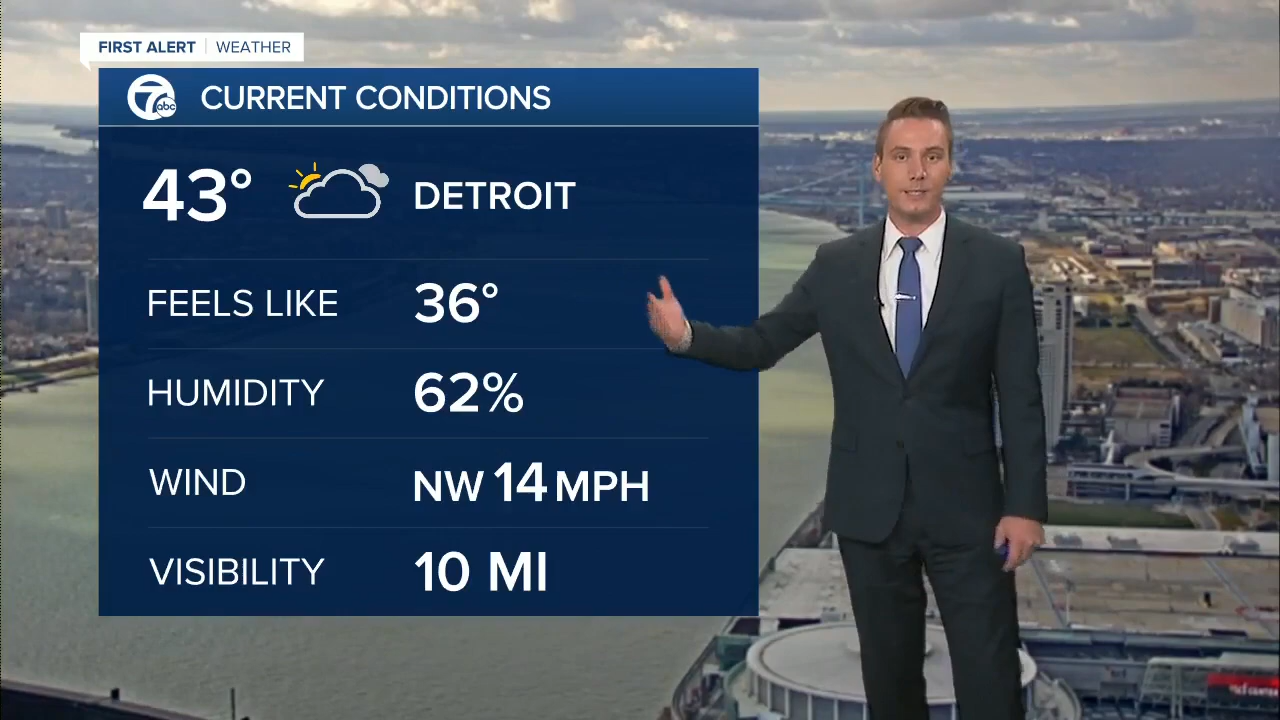 FIRST ALERT | WEATHER
7 abc CURRENT CONDITIONS
43° DETROIT
FEELS LIKE 36°
HUMIDITY 62%
WIND NW 14 MPH
VISIBILITY 10 MI